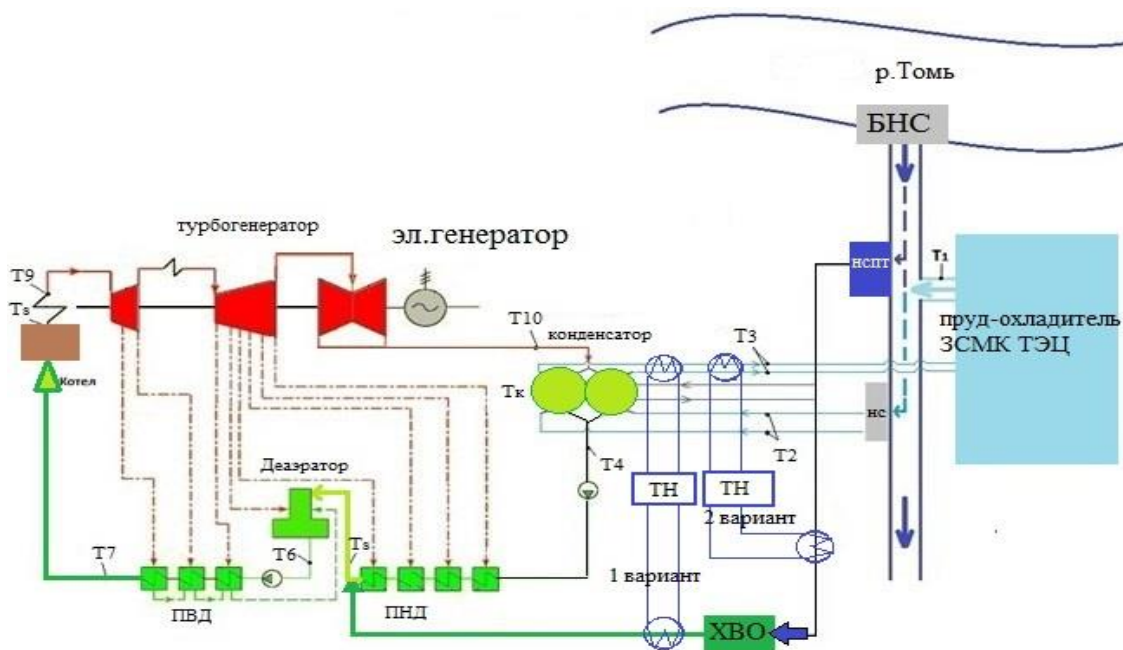 р.Томь
БНС
турбогенератор
эл.генератор
T9
Ts
нспт
T1
пруд-охладитель
ЗСМК ТЭЦ
T10
конденсатор
T3
Котел
Тк
нс
T2
Деаэратор
T4
ТН
ТН
2 вариант
T7
T6
Ts
1 вариант
ПВД
ПНД
ХВО